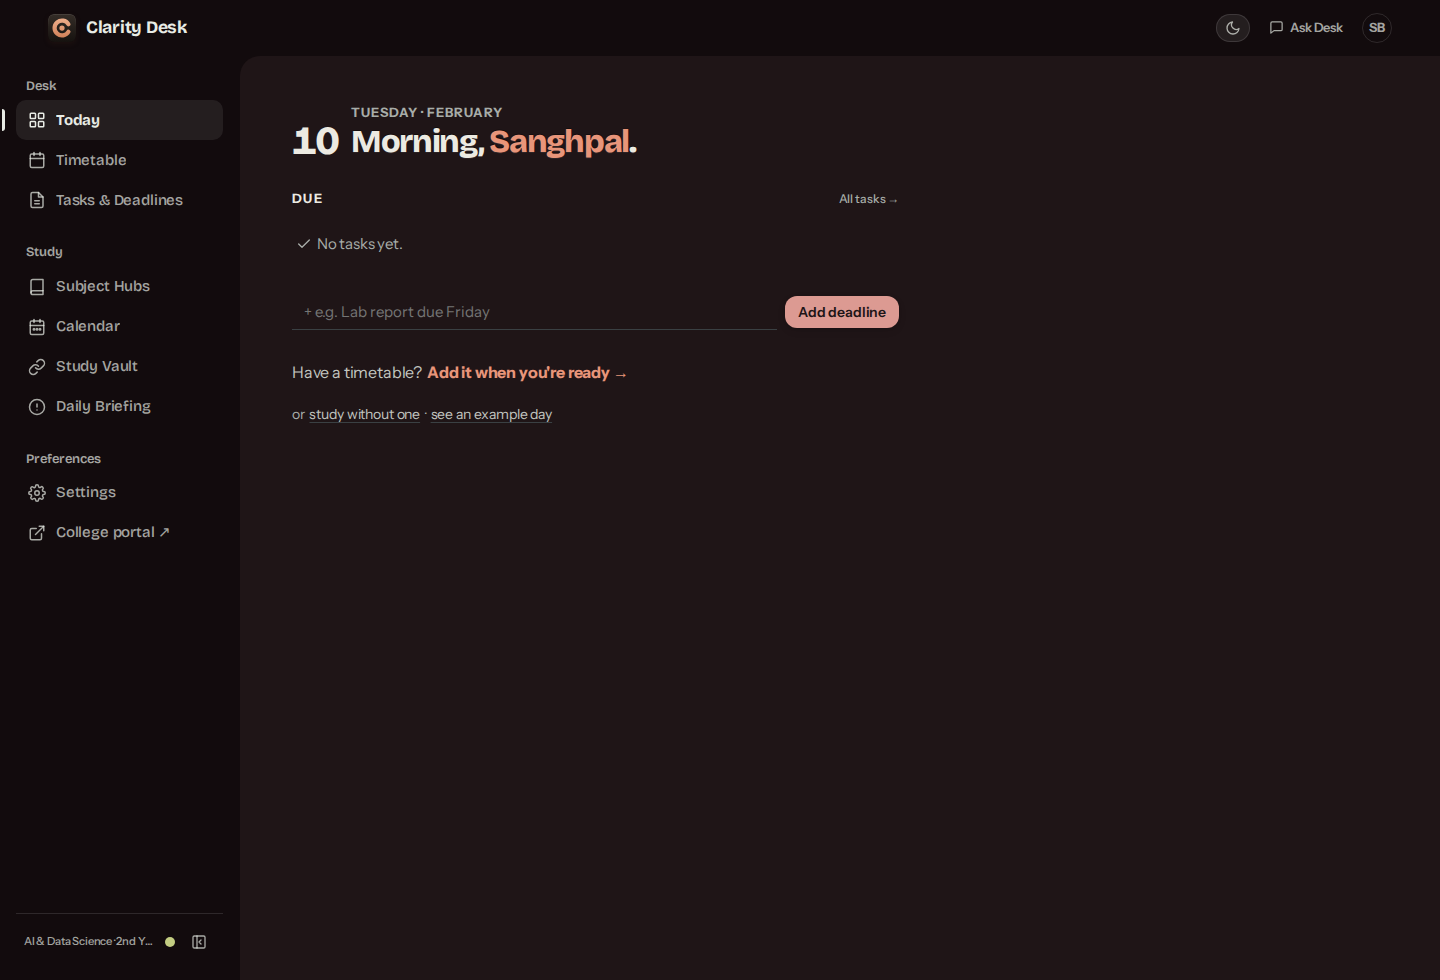 Clarity Desk
Ask Desk
SB
Desk
Today
Timetable
Tasks & Deadlines
Study
Subject Hubs
Calendar
Study Vault
Daily Briefing
Preferences
Settings
College portal ↗
AI & Data Science · 2nd Y...
TUESDAY · FEBRUARY
10 Morning, Sanghpal.
DUE
All tasks →
No tasks yet.
+ e.g. Lab report due Friday
Add deadline
Have a timetable? Add it when you're ready →
or study without one · see an example day